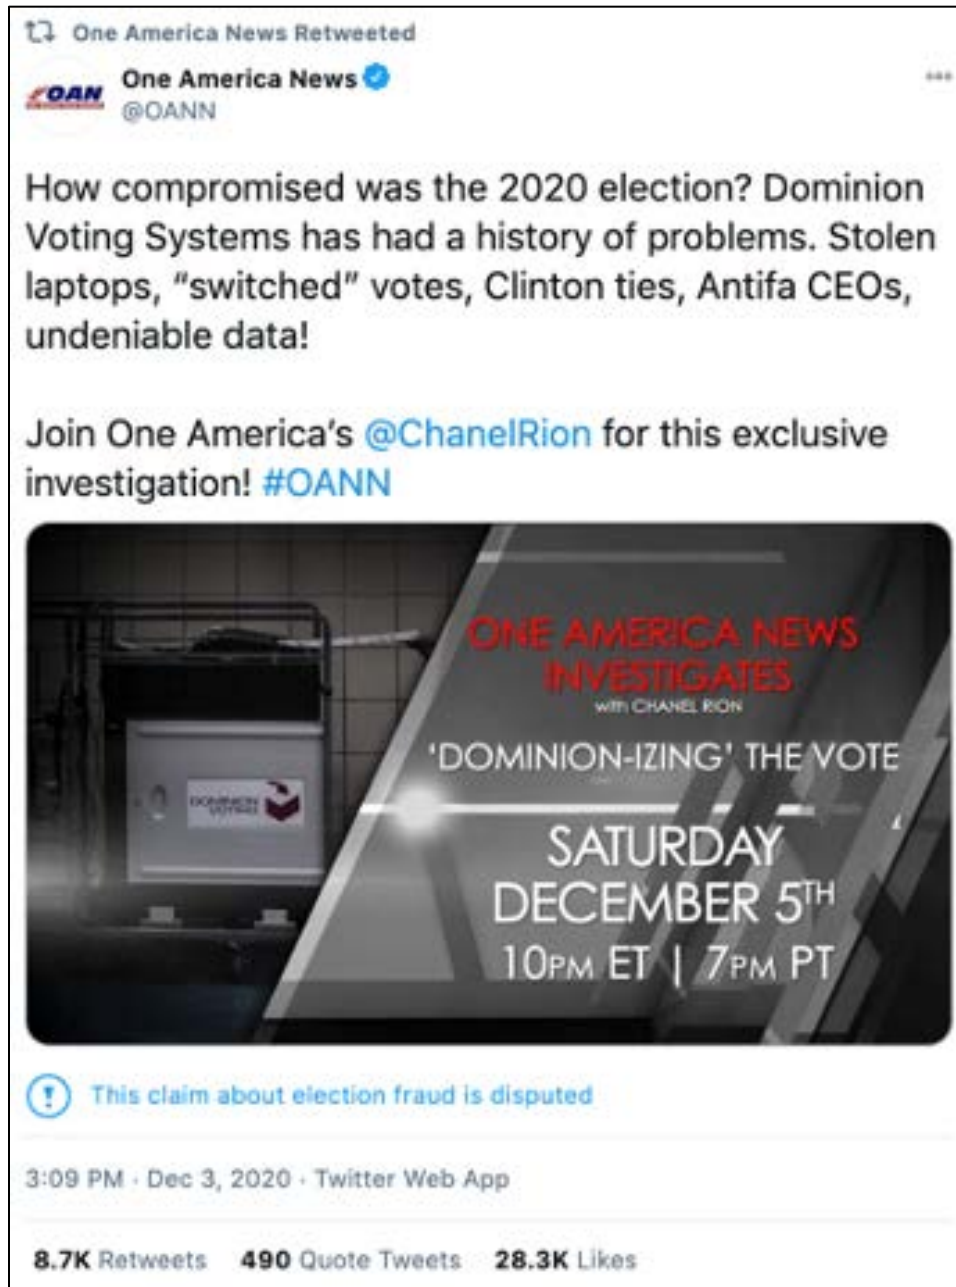 One America News Retweeted
OAN
One America News
@OANN
How compromised was the 2020 election? Dominion
Voting Systems has had a history of problems. Stolen
laptops, “switched” votes, Clinton ties, Antifa CEOs,
undeniable data!
Join One America’s @ChanelRion for this exclusive
investigation! #OANN
ONE AMERICA NEWS
INVESTIGATES
with CHANEL RION
'DOMINION-IZING' THE VOTE
DOMINION
VOTING
SATURDAY
DECEMBER 5TH
10PM ET | 7PM PT
This claim about election fraud is disputed
3:09 PM · Dec 3, 2020 · Twitter Web App
8.7K Retweets 490 Quote Tweets 28.3K Likes